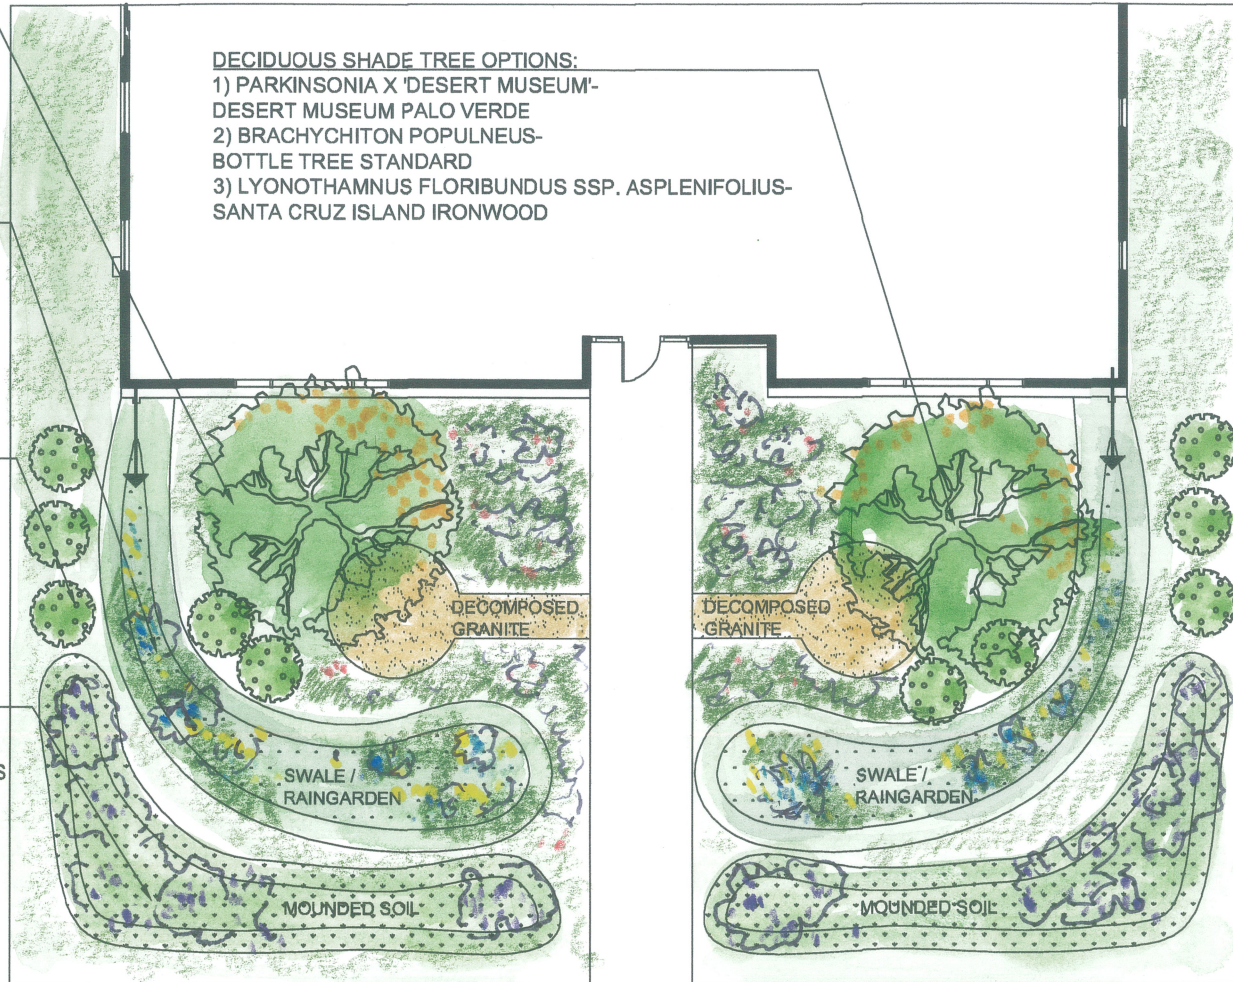 DECIDUOUS SHADE TREE OPTIONS:
1) PARKINSONIA X 'DESERT MUSEUM'-
DESERT MUSEUM PALO VERDE
2) BRACHYCHITON POPULNEUS-
BOTTLE TREE STANDARD
3) LYONOTHAMNUS FLORIBUNDUS SSP. ASPLENIFOLIUS-
SANTA CRUZ ISLAND IRONWOOD
DECOMPOSED
GRANITE
DECOMPOSED
GRANITE
S
SWALE /
RAINGARDEN
SWALE /
RAINGARDEN
MOUNDED SOIL
MOUNDED SOIL